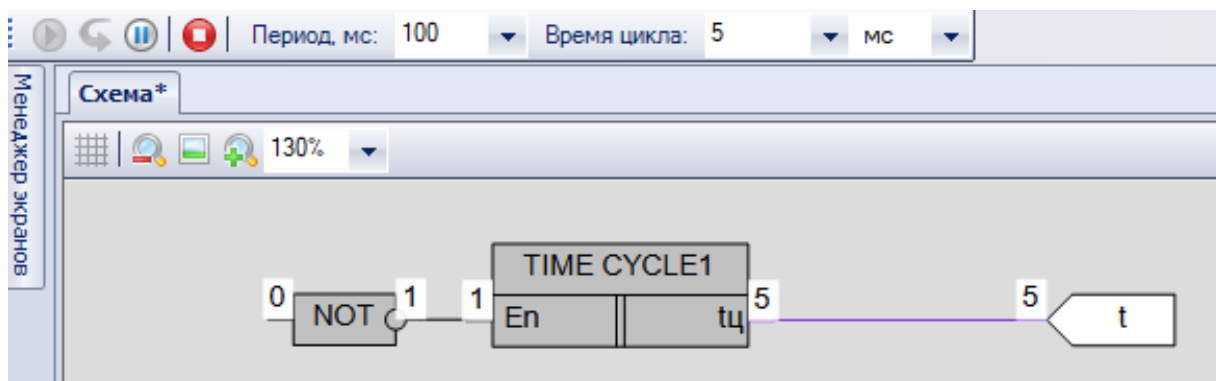 Период, мс: 100 Время цикла: 5 мс
Менеджер экранов
Схема*
130%
TIME CYCLE1
0 NOT 1 1 En tц 5 5 t